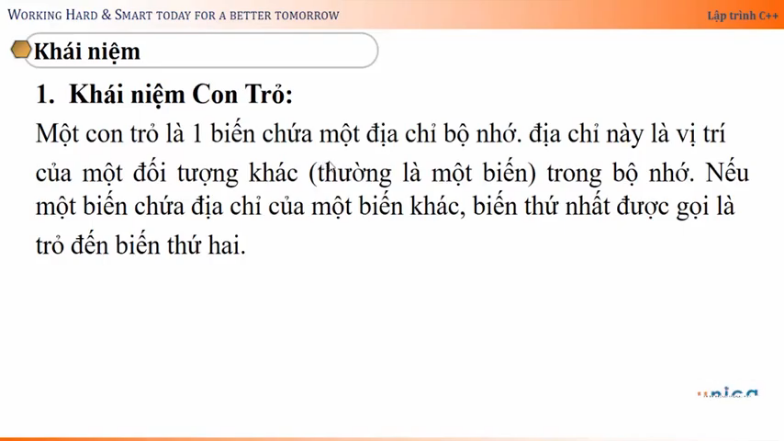 WORKING HARD & SMART TODAY FOR A BETTER TOMORROW
Lập trình C++
Khái niệm
1. Khái niệm Con Trỏ:
Một con trỏ là 1 biến chứa một địa chỉ bộ nhớ. địa chỉ này là vị trí
của một đối tượng khác (thường là một biến) trong bộ nhớ. Nếu
một biến chứa địa chỉ của một biến khác, biến thứ nhất được gọi là
trỏ đến biến thứ hai.